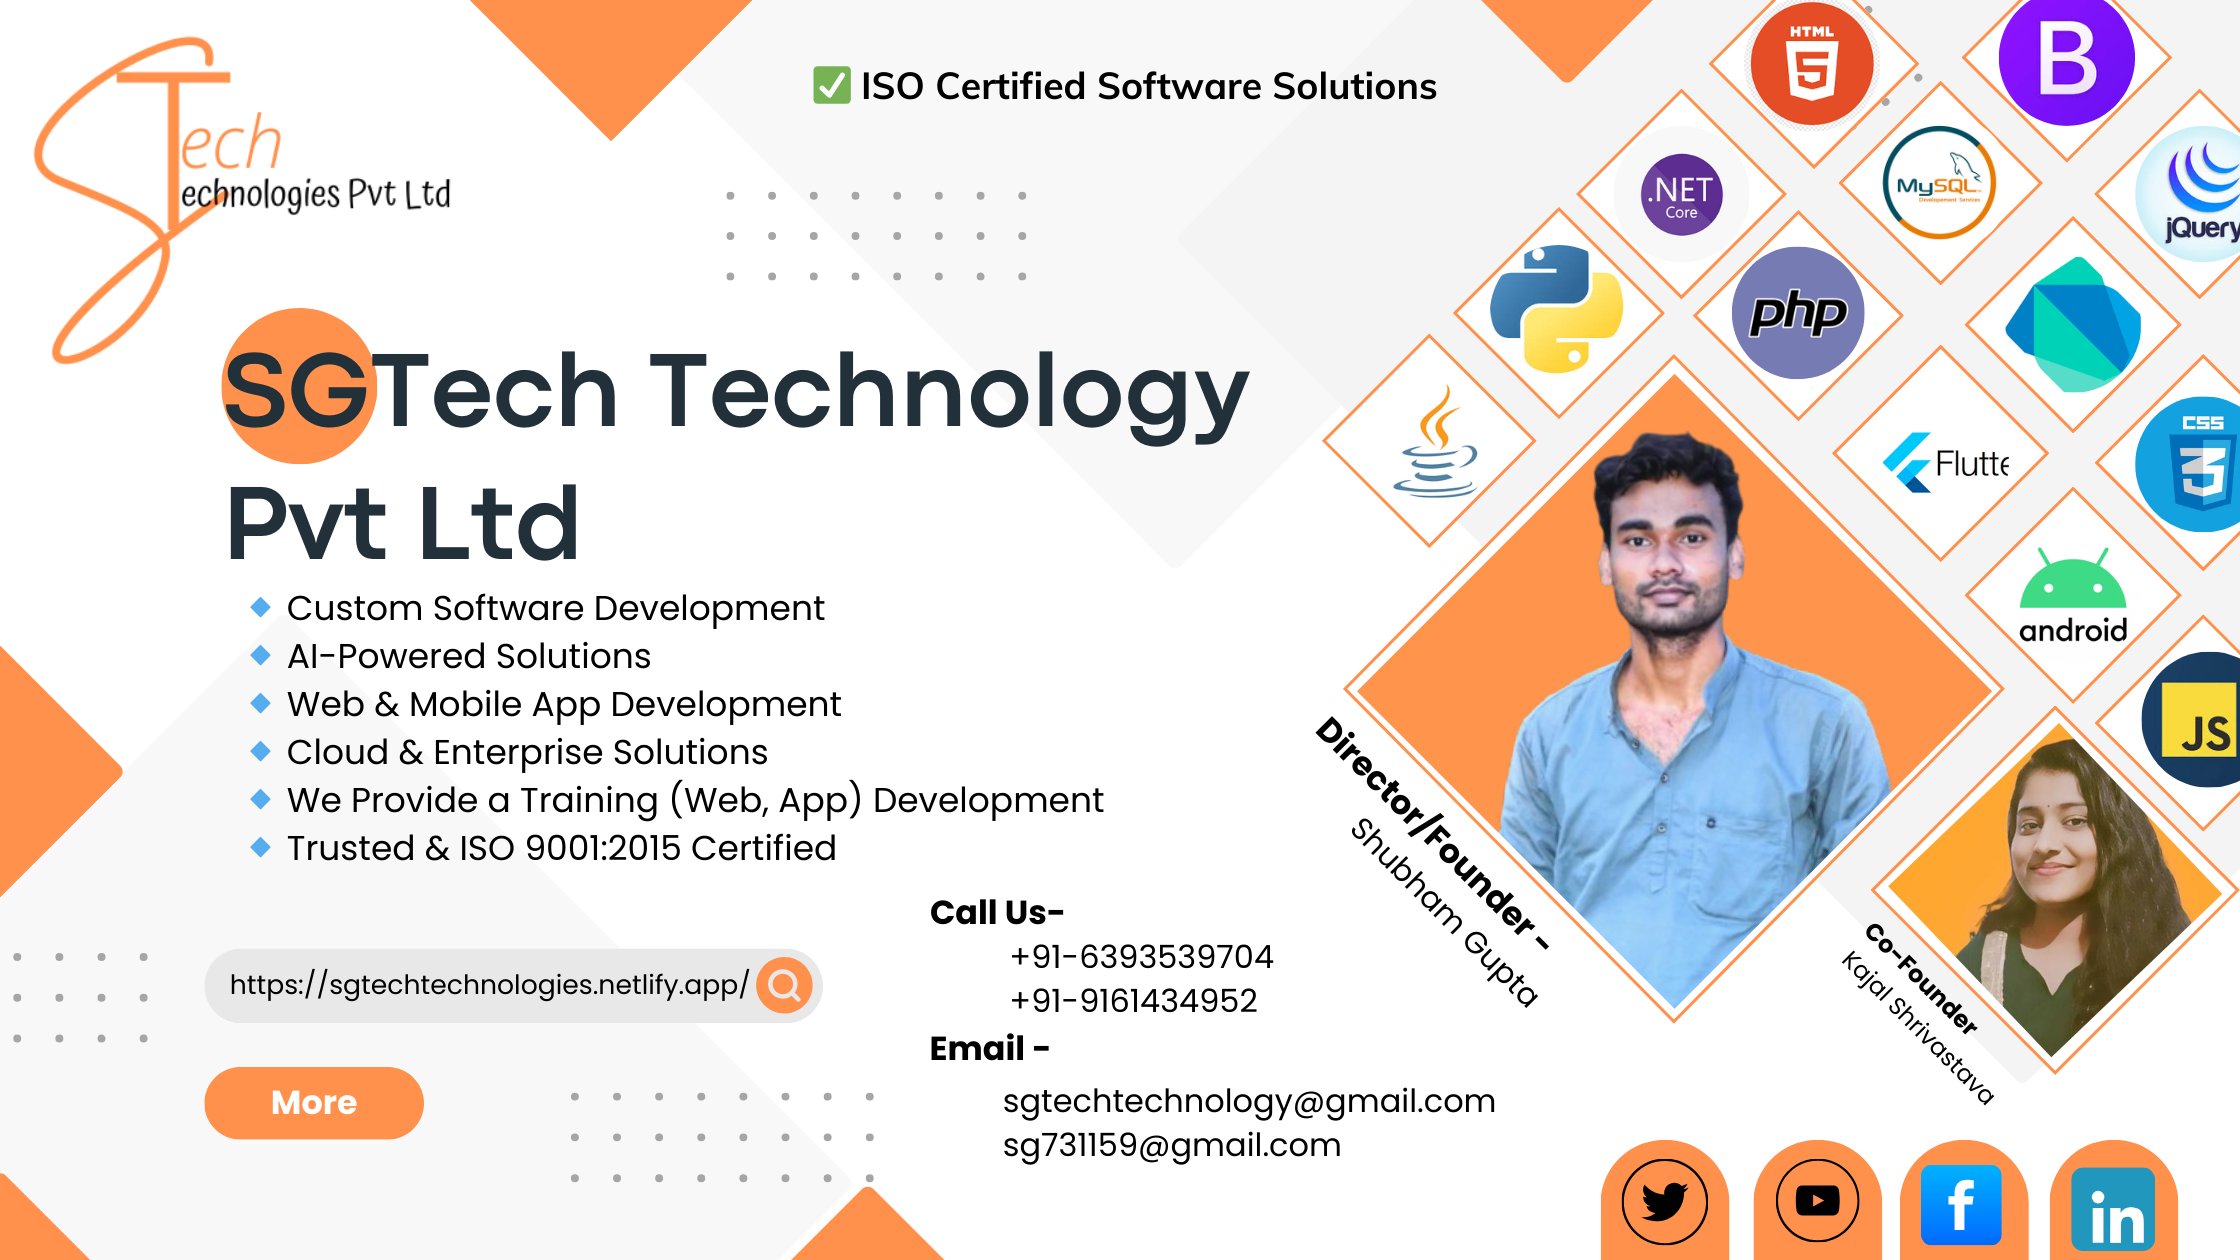 Tech
Technologies Pvt Ltd
✅ ISO Certified Software Solutions
SGTech Technology
Pvt Ltd
Custom Software Development
AI-Powered Solutions
Web & Mobile App Development
Cloud & Enterprise Solutions
We Provide a Training (Web, App) Development
Trusted & ISO 9001:2015 Certified
https://sgtechtechnologies.netlify.app/
More
Call Us-
+91-6393539704
+91-9161434952
Email -
sgtechtechnology@gmail.com
sg731159@gmail.com
Director/Founder -
Shubham Gupta
Co-Founder
Kajal Shrivastava
HTML
5
B
.NET
Core
MySQL
Developement Services
jQuery
php
Flutte
CSS
3
android
JS
f
in